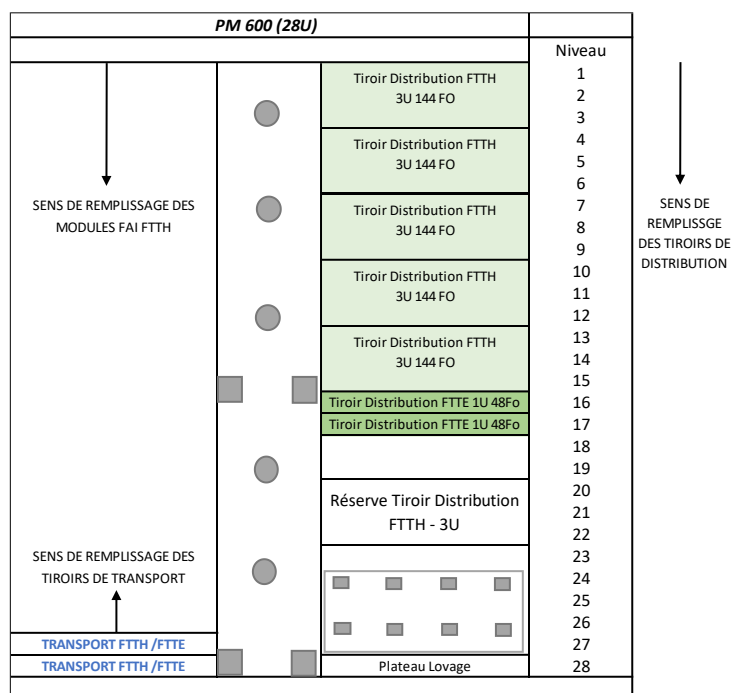 PM 600 (28U)
Niveau
Tiroir Distribution FTTH
3U 144 FO
1
2
3
Tiroir Distribution FTTH
3U 144 FO
4
5
6
SENS DE REMPLISSAGE DES
MODULES FAI FTTH
Tiroir Distribution FTTH
3U 144 FO
7
8
9
SENS DE
REMPLISSGE
DES TIROIRS DE
DISTRIBUTION
Tiroir Distribution FTTH
3U 144 FO
10
11
12
Tiroir Distribution FTTH
3U 144 FO
13
14
15
Tiroir Distribution FTTE 1U 48Fo
16
Tiroir Distribution FTTE 1U 48Fo
17
18
19
Réserve Tiroir Distribution
FTTH - 3U
20
21
22
SENS DE REMPLISSAGE DES
TIROIRS DE TRANSPORT
23
24
25
26
TRANSPORT FTTH /FTTE
27
TRANSPORT FTTH /FTTE
Plateau Lovage
28